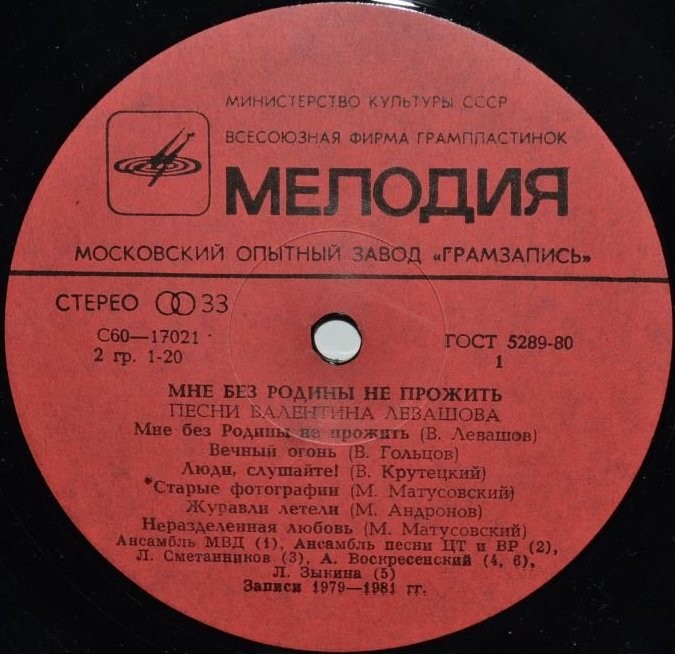 МИНИСТЕРСТВО КУЛЬТУРЫ СССР
ВСЕСОЮЗНАЯ ФИРМА ГРАМПЛАСТИНОК
МЕЛОДИЯ
МОСКОВСКИЙ ОПЫТНЫЙ ЗАВОД «ГРАМЗАПИСЬ»
СТЕРЕО 33
С60—17021
2 гр. 1-20
ГОСТ 5289-80
1
МНЕ БЕЗ РОДИНЫ НЕ ПРОЖИТЬ
ПЕСНИ ВАЛЕНТИНА ЛЕВАШОВА
Мне без Родины не прожить (В. Левашов)
Вечный огонь (В. Гольцов)
Люди, слушайте! (В. Крутецкий)
*Старые фотографии (М. Матусовский)
Журавли летели (М. Андронов)
Неразделенная любовь (М. Матусовский)
Ансамбль МВД (1), Ансамбль песни ЦТ и ВР (2),
Л. Сметанников (3), А. Воскресенский (4, 6),
Л. Зыкина (5)
Записи 1979—1981 гг.